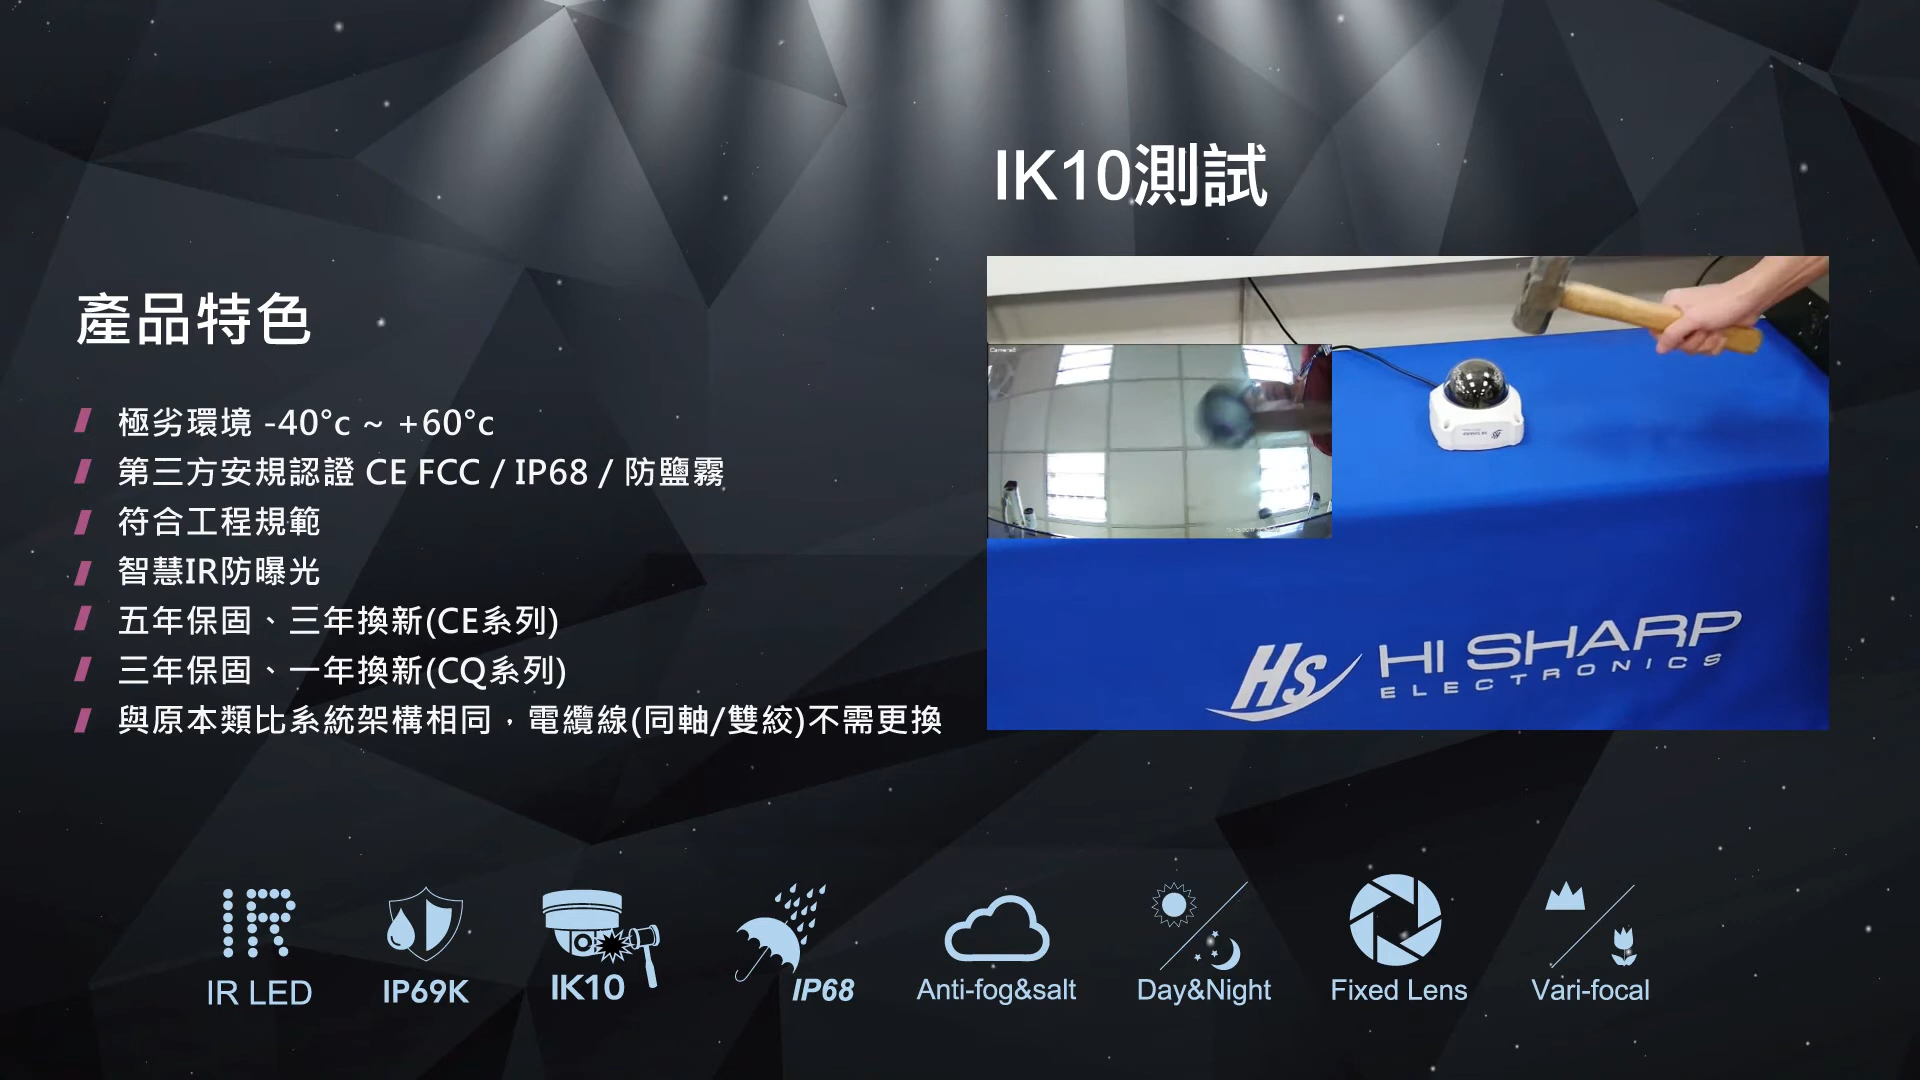 IK10測試
產品特色
極劣環境 -40°c ~ +60°c
第三方安規認證 CE FCC / IP68 / 防鹽霧
符合工程規範
智慧IR防曝光
五年保固、三年換新(CE系列)
三年保固、一年換新(CQ系列)
與原本類比系統架構相同，電纜線(同軸/雙絞)不需更換
HI SHARP
Hs HI SHARP
ELECTRONICS
IR
IR LED
IP69K
IK10
IP68
Anti-fog&salt
Day&Night
Fixed Lens
Vari-focal